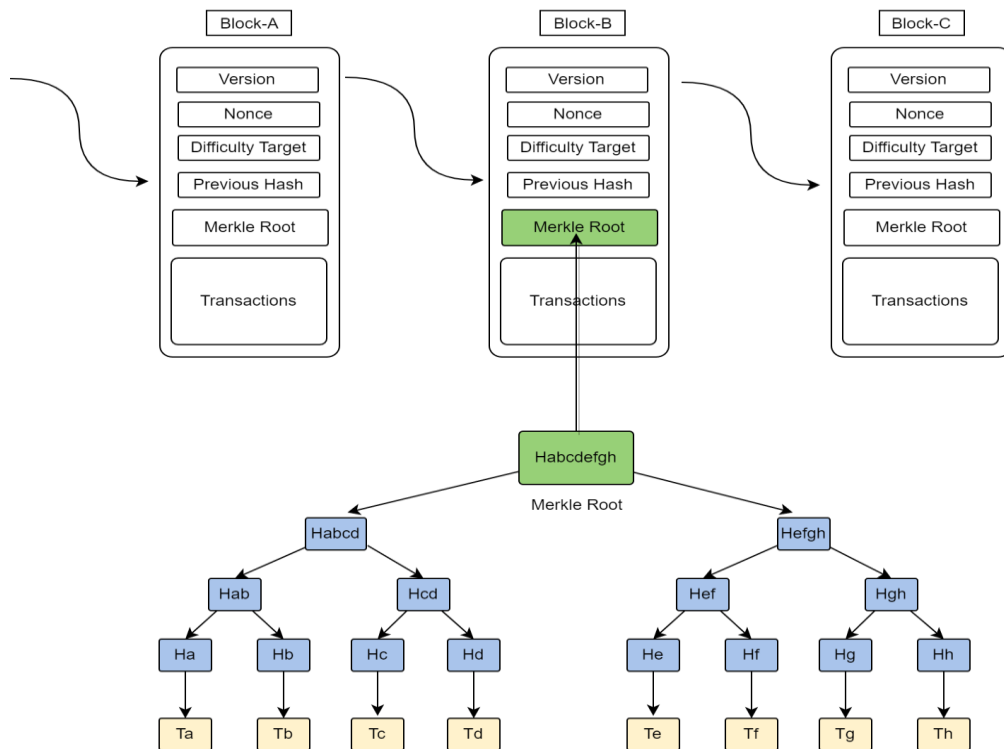 Block-A
Block-B
Block-C
Version
Nonce
Difficulty Target
Previous Hash
Merkle Root
Transactions
Version
Nonce
Difficulty Target
Previous Hash
Merkle Root
Transactions
Version
Nonce
Difficulty Target
Previous Hash
Merkle Root
Transactions
Habcdefgh
Merkle Root
Habcd
Hefgh
Hab
Hcd
Hef
Hgh
Ha
Hb
Hc
Hd
He
Hf
Hg
Hh
Ta
Tb
Tc
Td
Te
Tf
Tg
Th